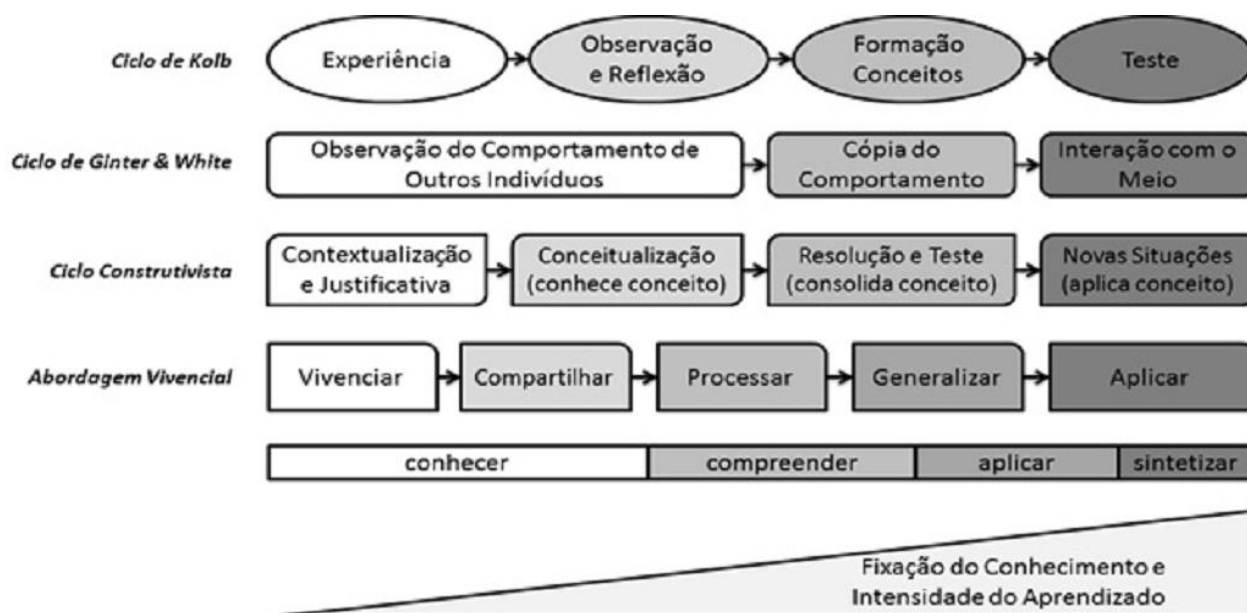 Ciclo de Kolb
Experiência
Observação
e Reflexão
Formação
Conceitos
Teste
Ciclo de Ginter & White
Observação do Comportamento de
Outros Indivíduos
Cópia do
Comportamento
Interação com o
Meio
Ciclo Construtivista
Contextualização
e Justificativa
Conceitualização
(conhece conceito)
Resolução e Teste
(consolida conceito)
Novas Situações
(aplica conceito)
Abordagem Vivencial
Vivenciar
Compartilhar
Processar
Generalizar
Aplicar
conhecer
compreender
aplicar
sintetizar
Fixação do Conhecimento e
Intensidade do Aprendizado